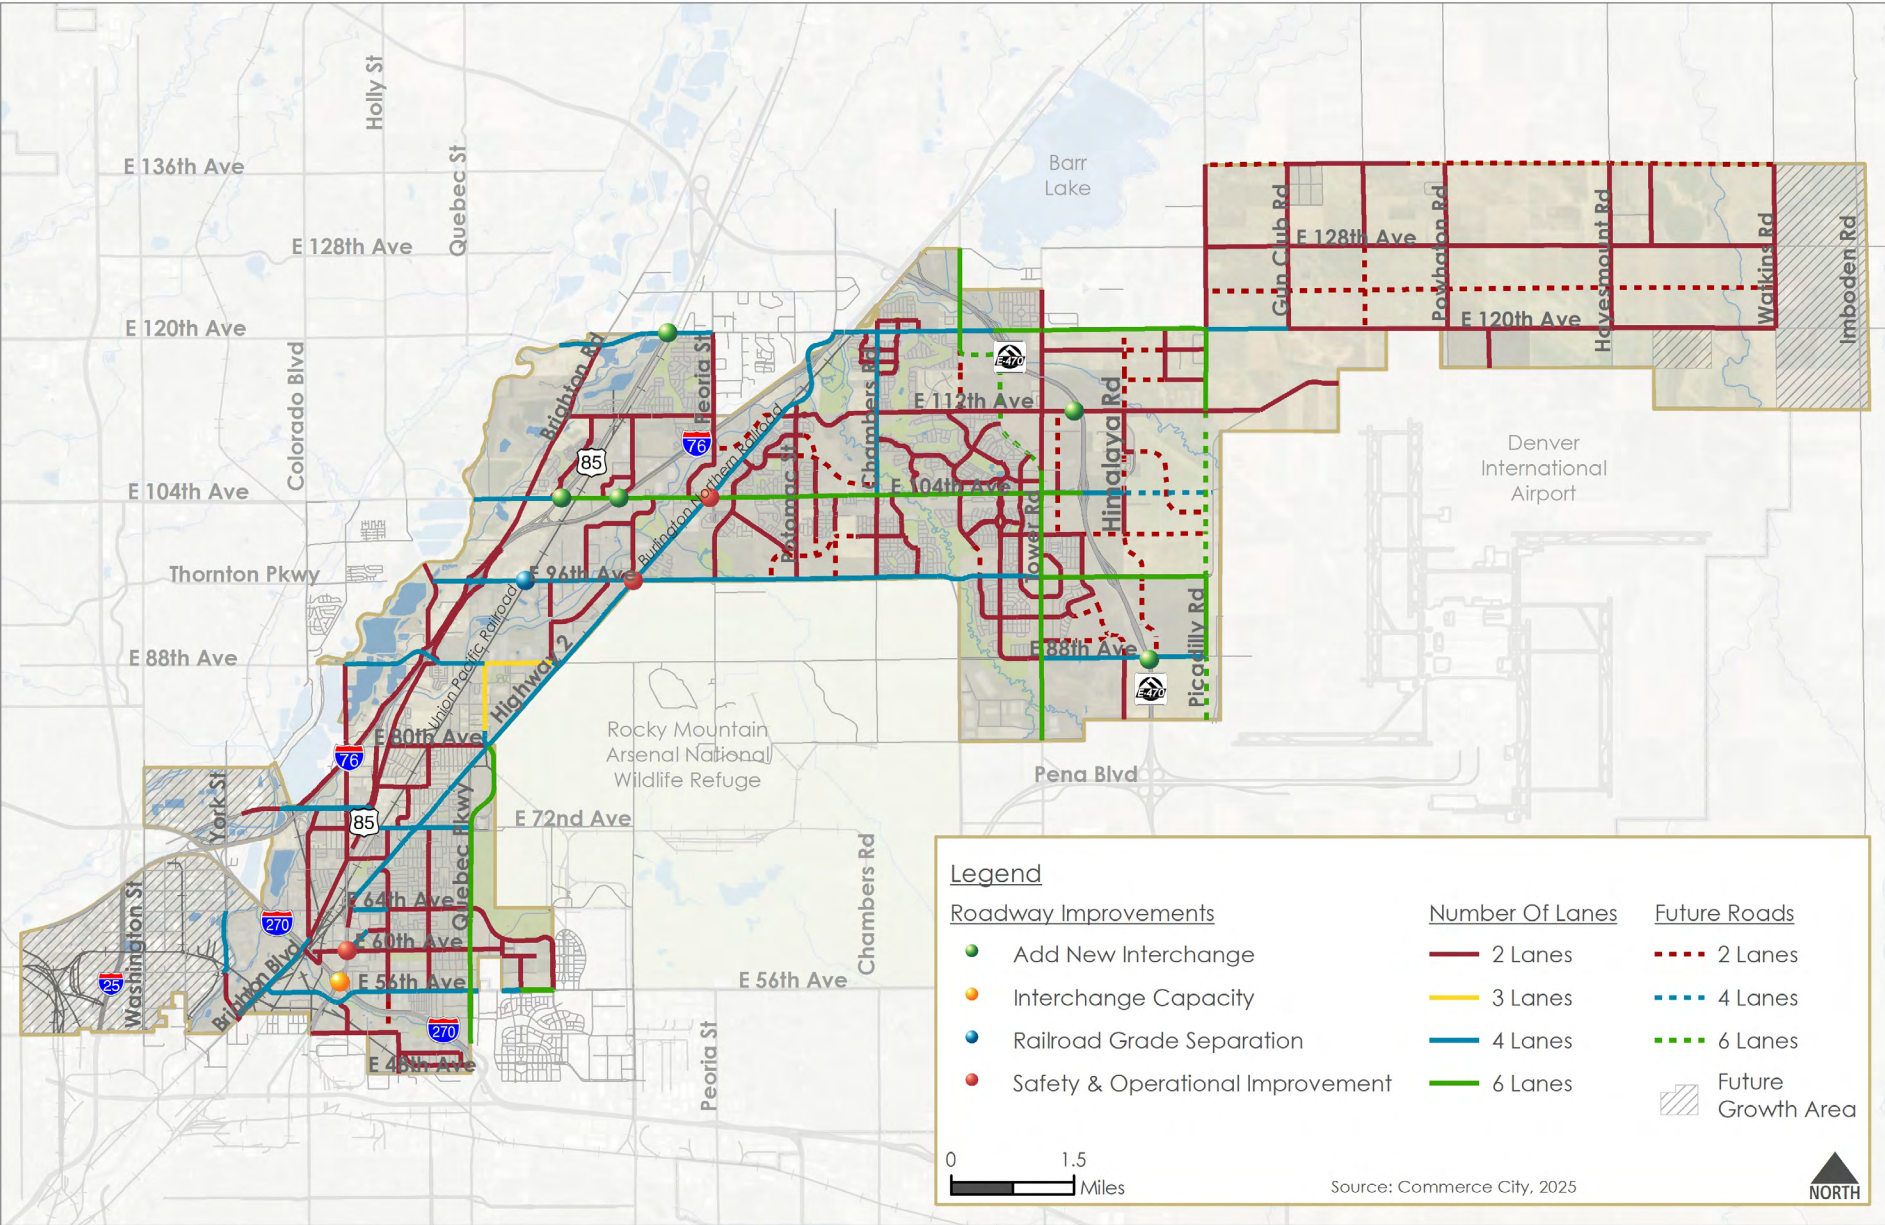 Holly St
E 136th Ave
Quebec St
Barr
Lake
E 128th Ave
Gun Club Rd
E 128th Ave
Powhaton Rd
Hayesmount Rd
Watkins Rd
Imboden Rd
E 120th Ave
E 120th Ave
Colorado Blvd
Brighton Rd
Peoria St
Chambers Rd
E-470
E 112th Ave
Himalaya Rd
76
85
Denver
International
Airport
E 104th Ave
E 104th Ave
Burlington Northern Railroad
Potomac St
Tower Rd
Thornton Pkwy
E 96th Ave
Union Pacific Railroad
E 88th Ave
Highway 2
E 88th Ave
Picadilly Rd
E-470
E 80th Ave
Rocky Mountain
Arsenal National
Wildlife Refuge
76
Pena Blvd
York St
85
Quebec Pkwy
E 72nd Ave
Chambers Rd
Washington St
E 64th Ave
270
E 60th Ave
Brighton Blvd
25
E 56th Ave
E 56th Ave
270
E 48th Ave
Peoria St
Legend
Roadway Improvements
Add New Interchange
Interchange Capacity
Railroad Grade Separation
Safety & Operational Improvement
Number Of Lanes
2 Lanes
3 Lanes
4 Lanes
6 Lanes
Future Roads
2 Lanes
4 Lanes
6 Lanes
Future
Growth Area
0 1.5
Miles
Source: Commerce City, 2025
NORTH